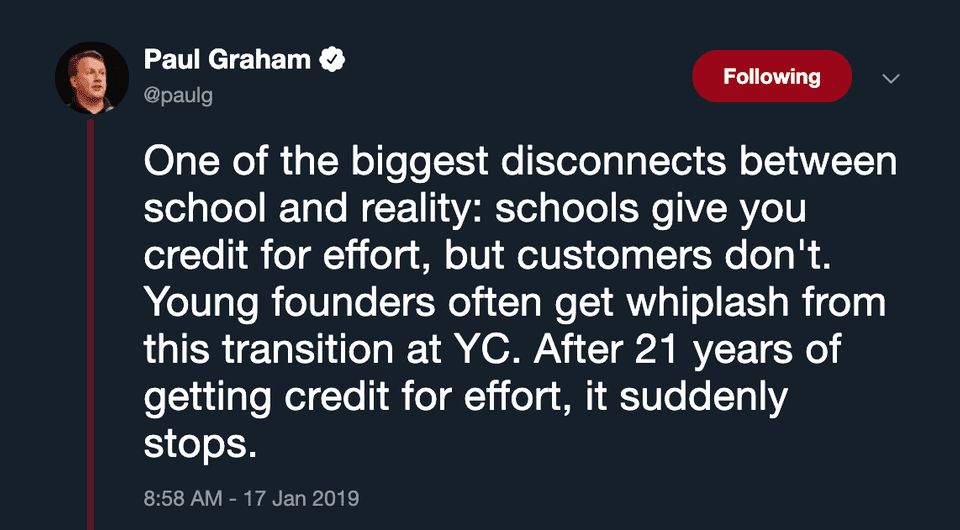 Paul Graham
@paulg
Following
One of the biggest disconnects between
school and reality: schools give you
credit for effort, but customers don't.
Young founders often get whiplash from
this transition at YC. After 21 years of
getting credit for effort, it suddenly
stops.
8:58 AM - 17 Jan 2019